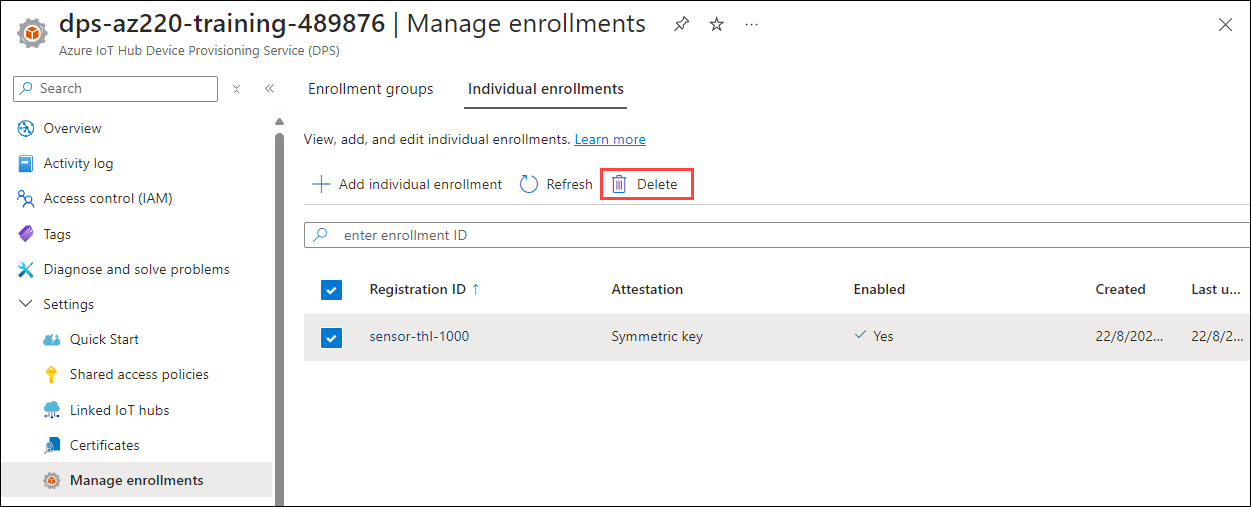 dps-az220-training-489876 | Manage enrollments
Azure IoT Hub Device Provisioning Service (DPS)
Search
Overview
Activity log
Access control (IAM)
Tags
Diagnose and solve problems
Settings
Quick Start
Shared access policies
Linked IoT hubs
Certificates
Manage enrollments
Enrollment groups Individual enrollments
View, add, and edit individual enrollments. Learn more
Add individual enrollment Refresh Delete
enter enrollment ID
Registration ID ↑ Attestation Enabled Created Last u...
sensor-thl-1000 Symmetric key Yes 22/8/202... 22/8/2...